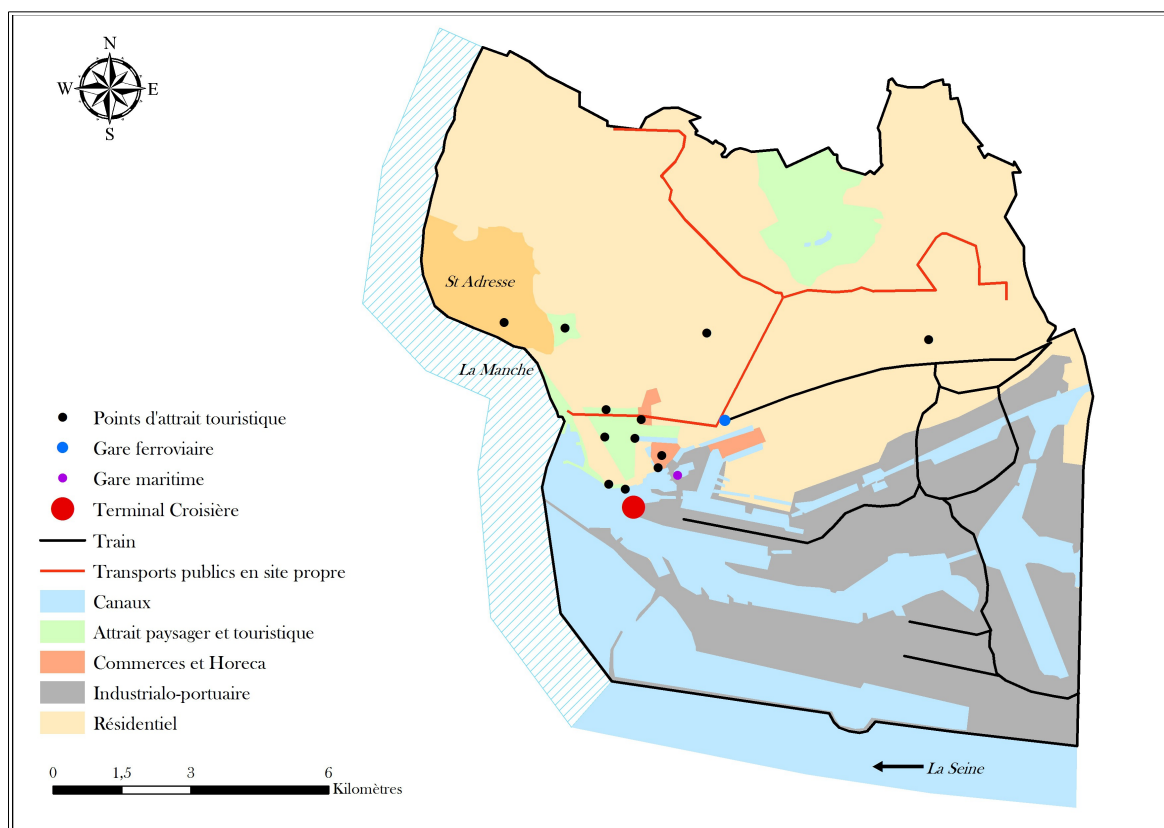 N
W
E
S
St Adresse
La Manche
Points d'attrait touristique
Gare ferroviaire
Gare maritime
Terminal Croisière
Train
Transports publics en site propre
Canaux
Attrait paysager et touristique
Commerces et Horeca
Industrialo-portuaire
Résidentiel
0 1,5 3 6
Kilomètres
La Seine